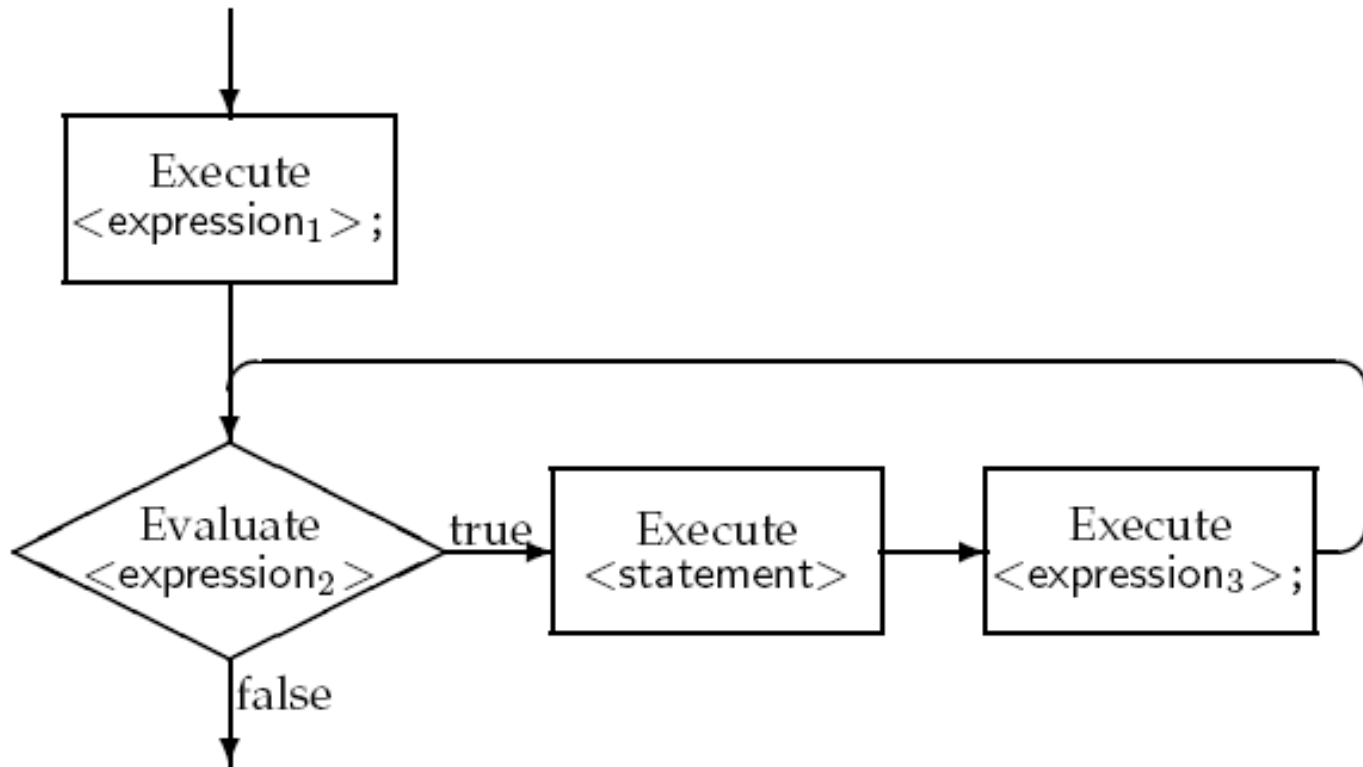 Execute
<expression₁>;
Evaluate
<expression₂>
true
Execute
<statement>
Execute
<expression₃>;
false